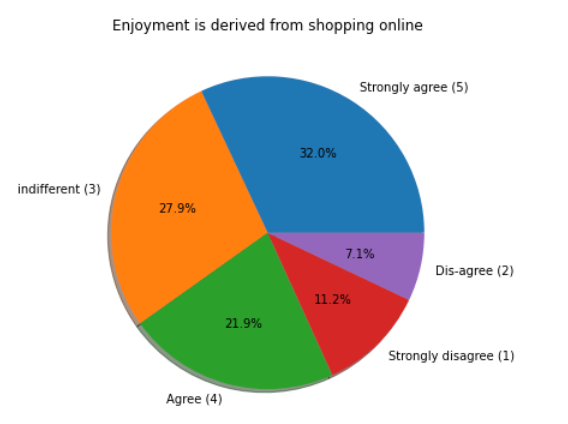 Enjoyment is derived from shopping online
Strongly agree (5)
32.0%
indifferent (3)
27.9%
7.1%
Dis-agree (2)
11.2%
21.9%
Strongly disagree (1)
Agree (4)